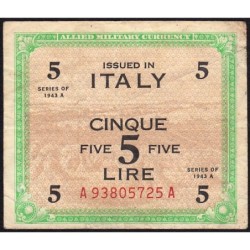 ALLIED MILITARY CURRENCY
5 ISSUED IN 5
ITALY
SERIES OF 1943 A SERIES OF 1943 A
CINQUE
FIVE 5 FIVE
5 LIRE 5
A 93805725 A